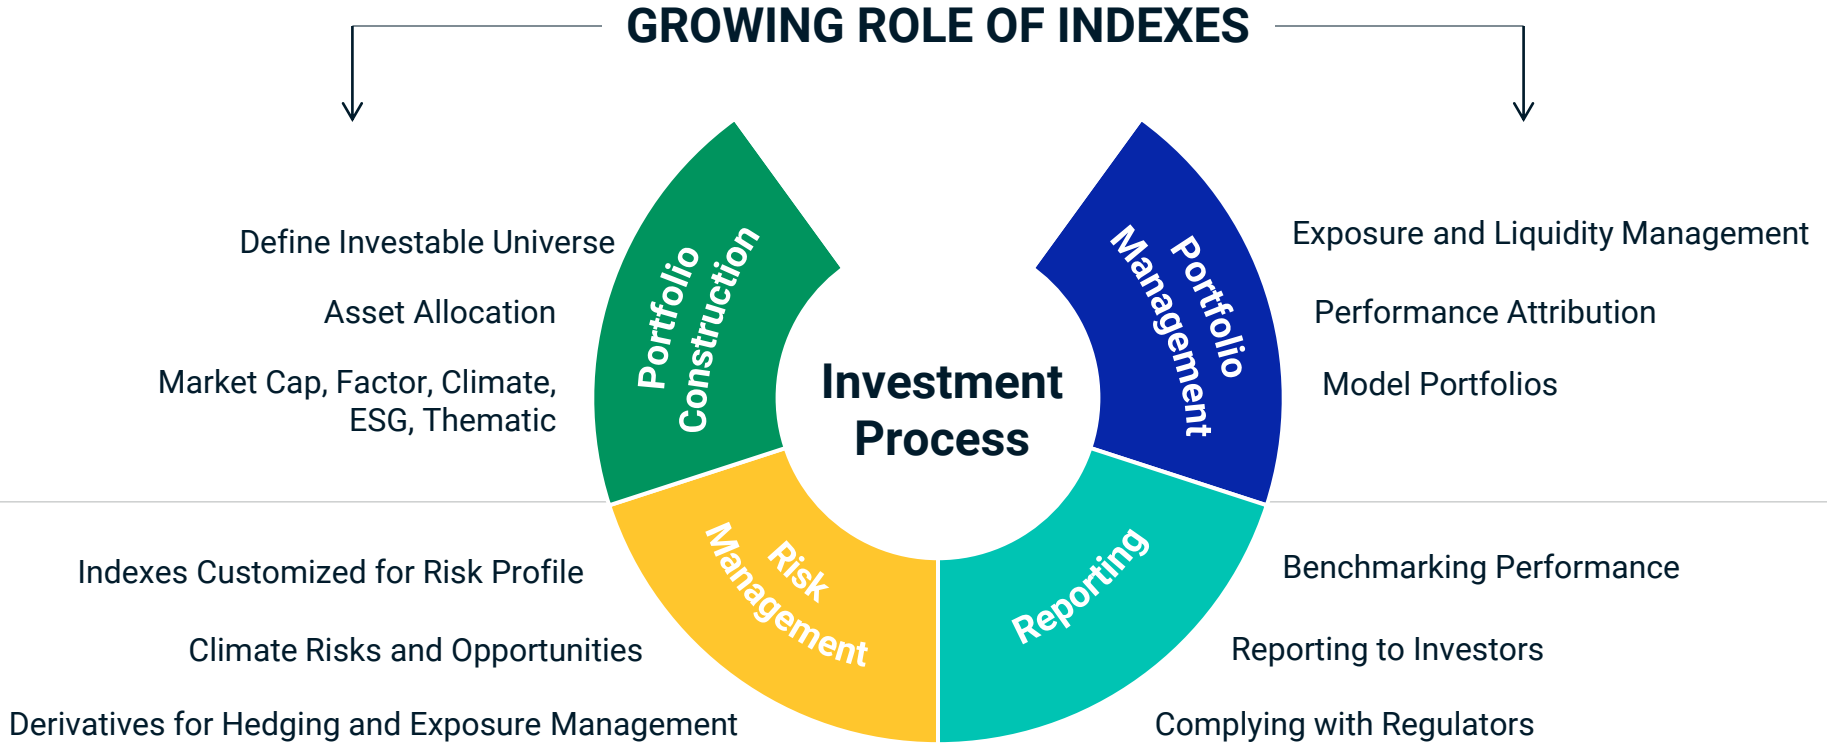 GROWING ROLE OF INDEXES
Define Investable Universe
Asset Allocation
Market Cap, Factor, Climate,
ESG, Thematic
Portfolio
Construction
Investment
Process
Portfolio
Management
Exposure and Liquidity Management
Performance Attribution
Model Portfolios
Indexes Customized for Risk Profile
Climate Risks and Opportunities
Derivatives for Hedging and Exposure Management
Risk
Management
Reporting
Benchmarking Performance
Reporting to Investors
Complying with Regulators